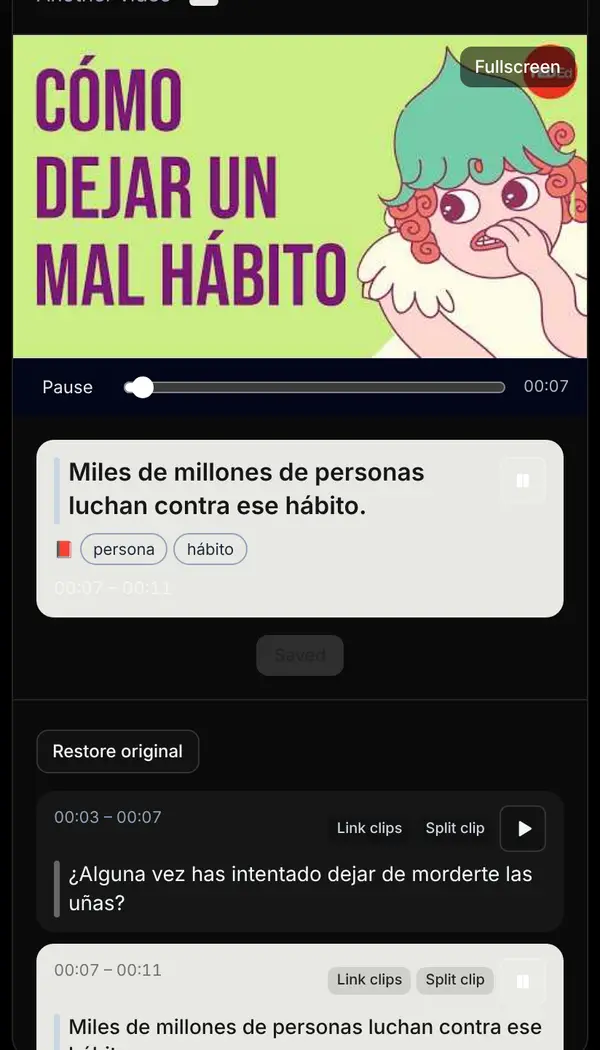 Another video
CÓMO
DEJAR UN
MAL HÁBITO
Fullscreen
Pause
00:07
Miles de millones de personas
luchan contra ese hábito.
persona
hábito
00:07 – 00:11
Saved
Restore original
00:03 – 00:07
Link clips
Split clip
¿Alguna vez has intentado dejar de morderte las
uñas?
00:07 – 00:11
Link clips
Split clip
Miles de millones de personas luchan contra ese
hábito.